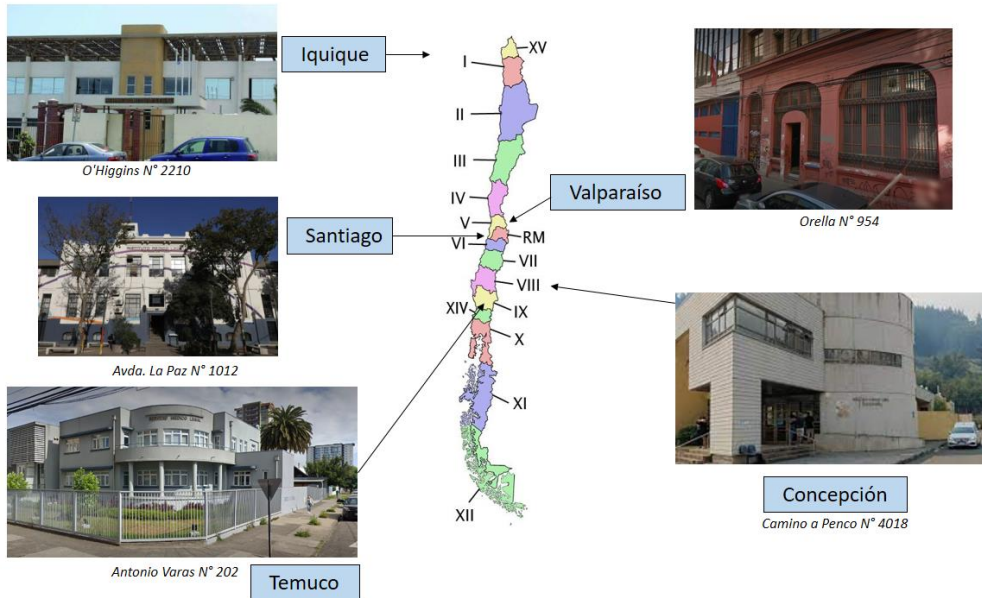 Iquique
O'Higgins N° 2210
Valparaíso
Orella N° 954
Santiago
Avda. La Paz N° 1012
Concepción
Camino a Penco N° 4018
Antonio Varas N° 202
Temuco
XV
I
II
III
IV
V
RM
VI
VII
VIII
XIV
IX
X
XI
XII